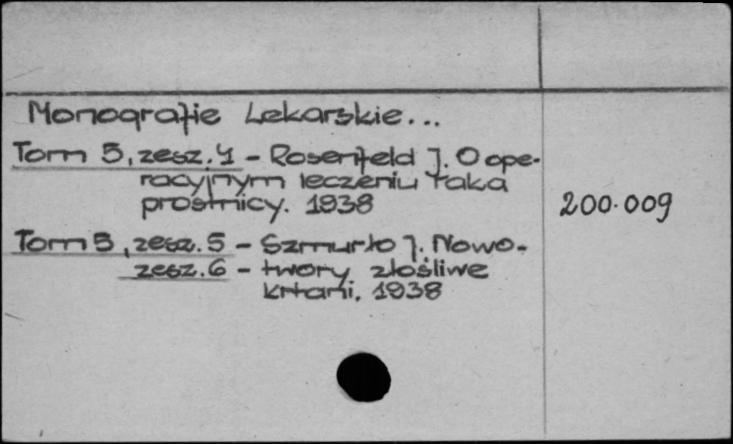 Monografie Lekarskie...
Tom 5, zesz. 4 - Rosenfeld J. O ope-
racyjnym leczeniu raka
prostnicy. 1938
200.009
Tom 5, zesz. 5 - Szmurło J. Nowo-
zesz. 6 - twory złośliwe
krtani. 1938